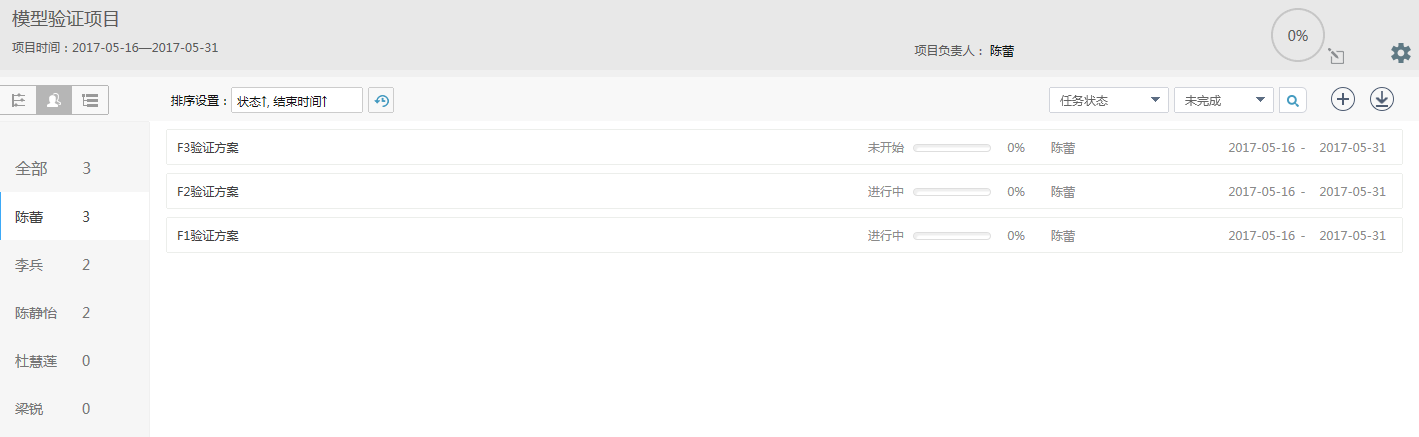 模型验证项目
项目时间：2017-05-16—2017-05-31
项目负责人： 陈蕾
0%
排序设置： 状态↑, 结束时间↑
任务状态 未完成
全部 3
陈蕾 3
李兵 2
陈静怡 2
杜慧莲 0
梁锐 0
F3验证方案 未开始 0% 陈蕾 2017-05-16 - 2017-05-31
F2验证方案 进行中 0% 陈蕾 2017-05-16 - 2017-05-31
F1验证方案 进行中 0% 陈蕾 2017-05-16 - 2017-05-31